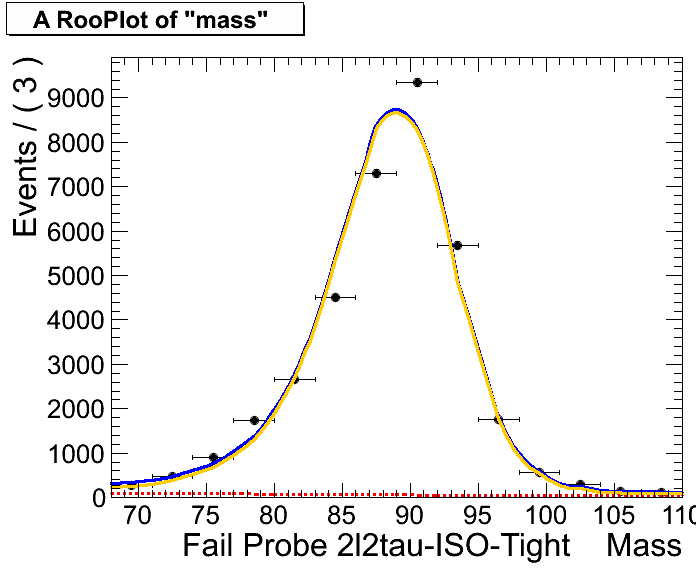 A RooPlot of "mass"
Events / ( 3 )
9000
8000
7000
6000
5000
4000
3000
2000
1000
0
70 75 80 85 90 95 100 105 110
Fail Probe 2l2tau-ISO-Tight Mass